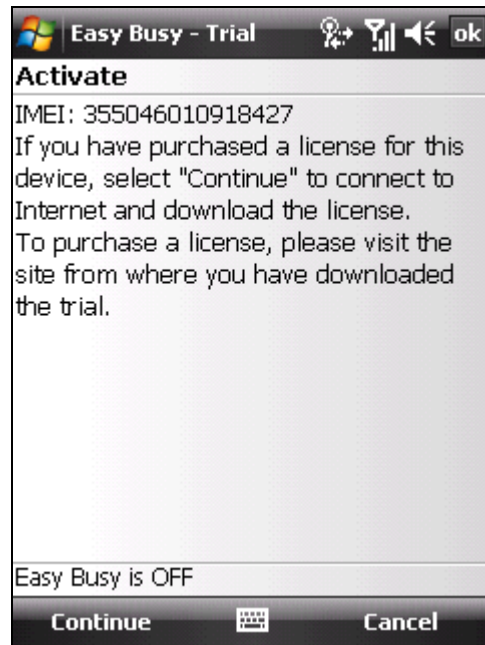 Easy Busy - Trial
ok
Activate
IMEI: 355046010918427
If you have purchased a license for this
device, select "Continue" to connect to
Internet and download the license.
To purchase a license, please visit the
site from where you have downloaded
the trial.
Easy Busy is OFF
Continue
Cancel